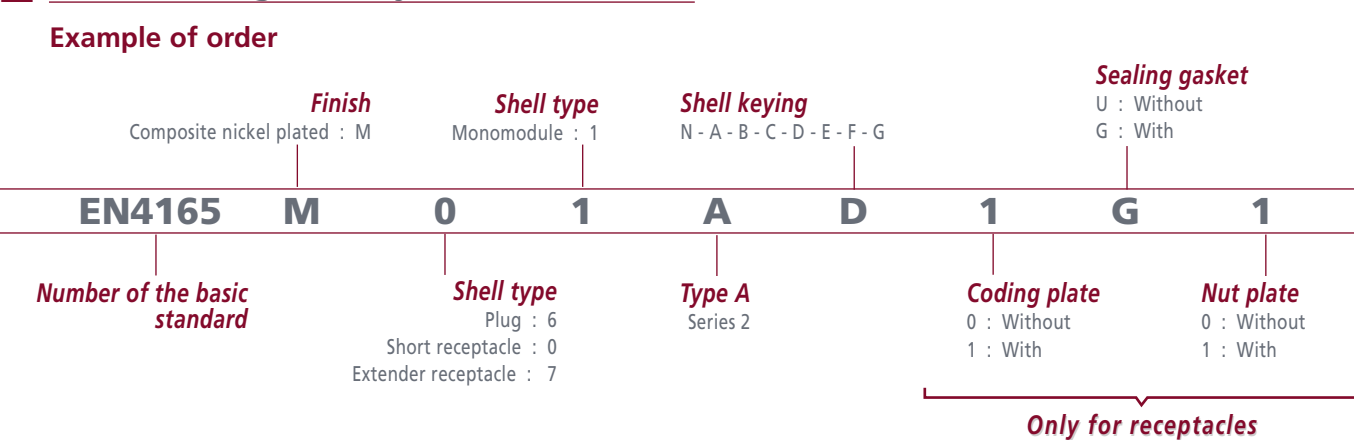 Example of order
Finish
Composite nickel plated : M
Shell type
Monomodule : 1
Shell keying
N - A - B - C - D - E - F - G
Sealing gasket
U : Without
G : With
EN4165 M 0 1 A D 1 G 1
Number of the basic
standard
Shell type
Plug : 6
Short receptacle : 0
Extender receptacle : 7
Type A
Series 2
Coding plate
0 : Without
1 : With
Nut plate
0 : Without
1 : With
Only for receptacles